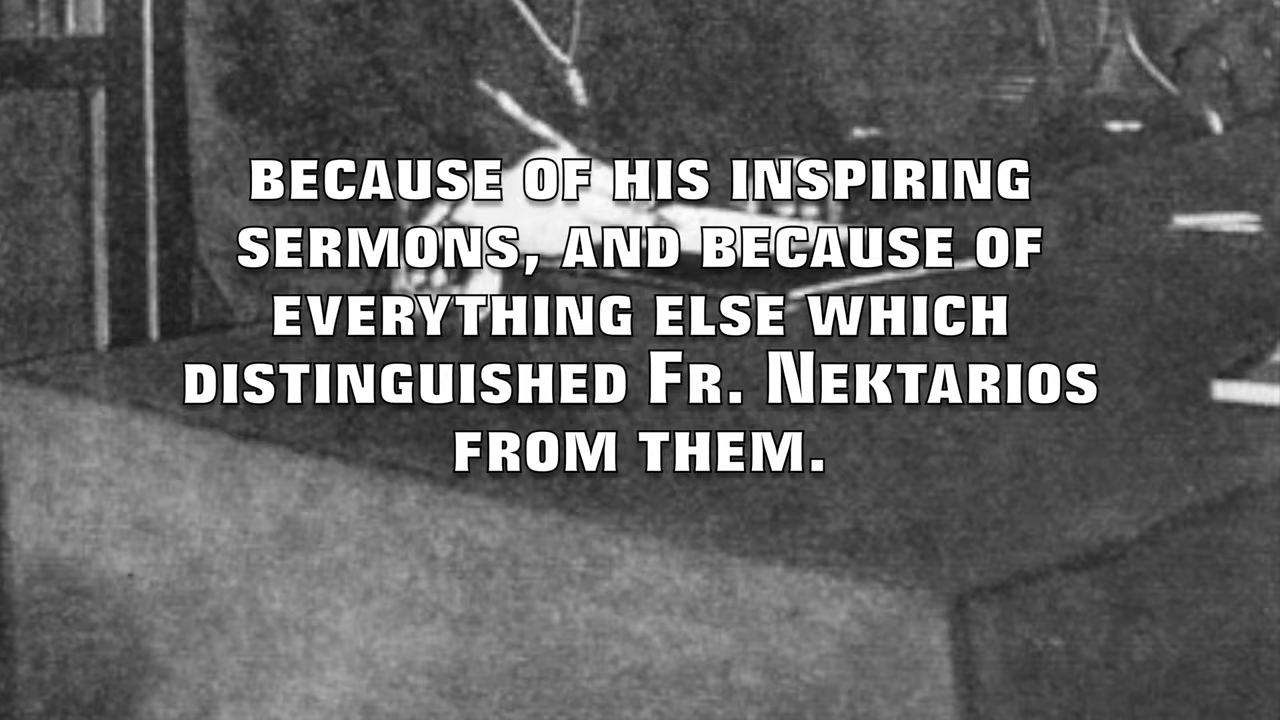 BECAUSE OF HIS INSPIRING
SERMONS, AND BECAUSE OF
EVERYTHING ELSE WHICH
DISTINGUISHED FR. NEKTARIOS
FROM THEM.